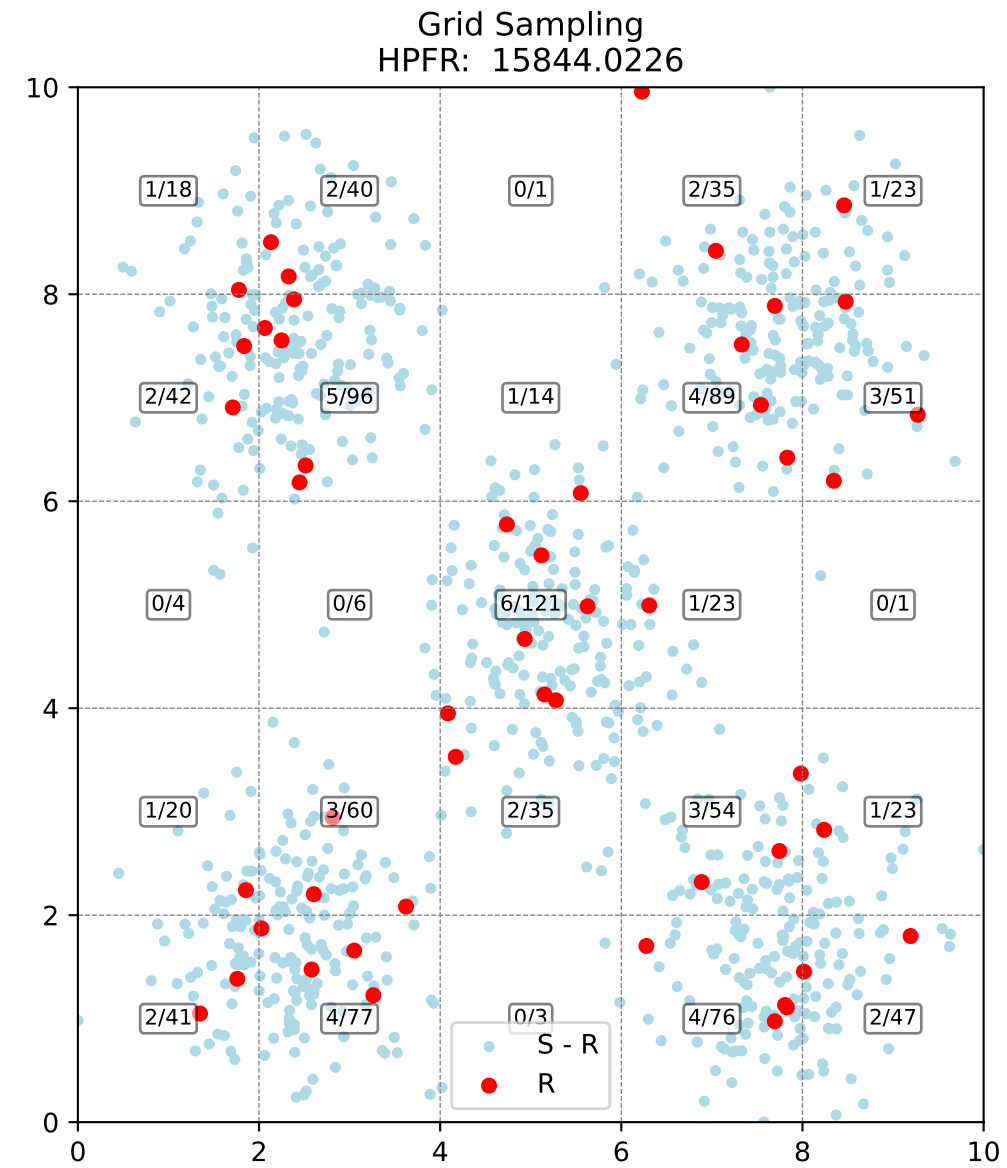 Grid Sampling
HPFR:  15844.0226
10
1/18 2/40 0/1 2/35 1/23
8
2/42 5/96 1/14 4/89 3/51
6
0/4 0/6 6/121 1/23 0/1
4
1/20 3/60 2/35 3/54 1/23
2
2/41 4/77 0/3 4/76 2/47
S - R
R
0
0 2 4 6 8 10